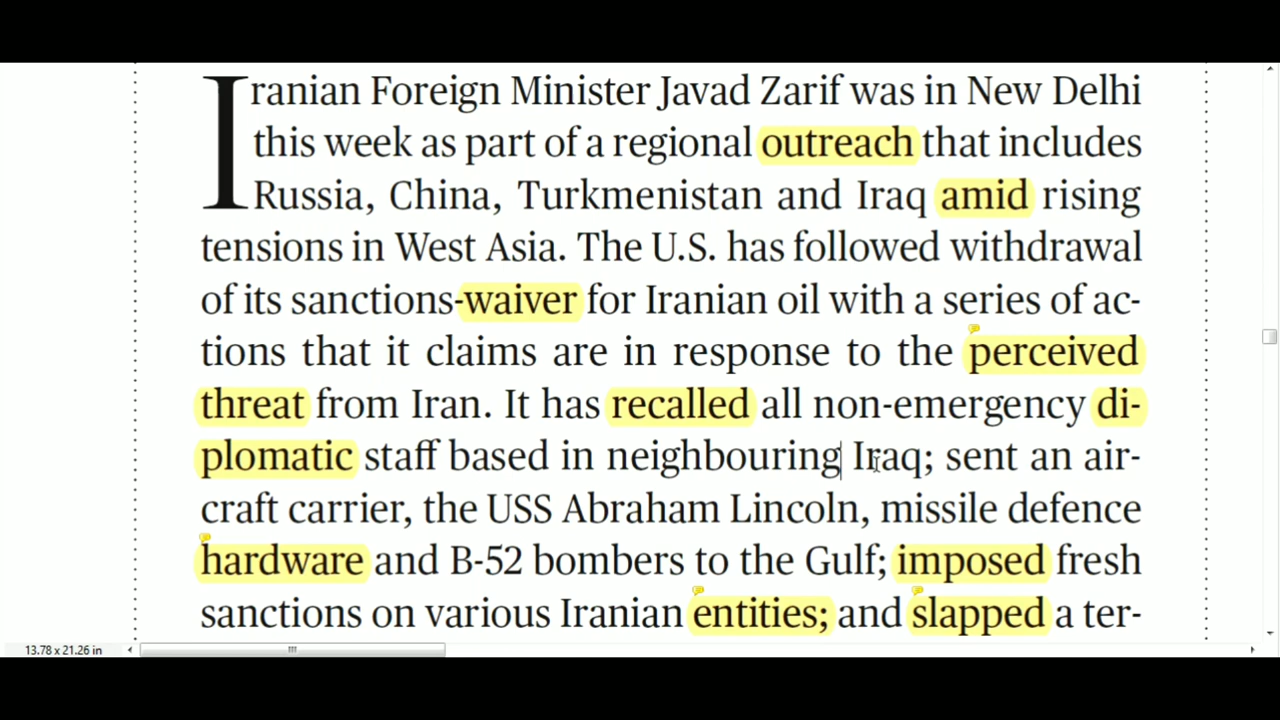 Iranian Foreign Minister Javad Zarif was in New Delhi
this week as part of a regional outreach that includes
Russia, China, Turkmenistan and Iraq amid rising
tensions in West Asia. The U.S. has followed withdrawal
of its sanctions-waiver for Iranian oil with a series of ac-
tions that it claims are in response to the perceived
threat from Iran. It has recalled all non-emergency di-
plomatic staff based in neighbouring Iraq; sent an air-
craft carrier, the USS Abraham Lincoln, missile defence
hardware and B-52 bombers to the Gulf; imposed fresh
sanctions on various Iranian entities; and slapped a ter-
13.78 x 21.26 in